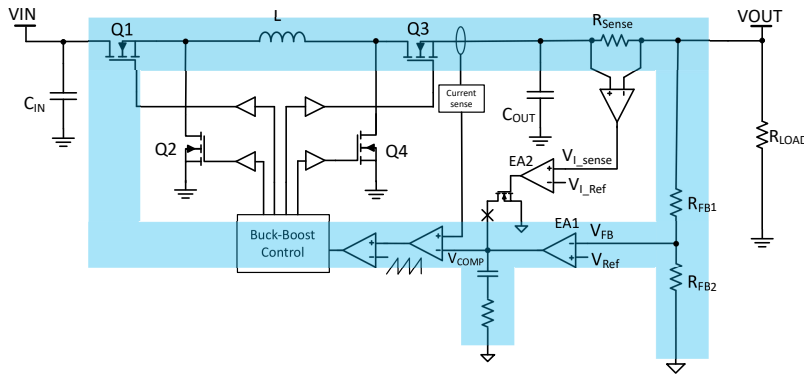 VIN
Q1
L
Q3
RSense
VOUT
CIN
Current
sense
COUT
Q2
Q4
EA2
VI_sense
VI_Ref
RLOAD
RFB1
Buck-Boost
Control
VCOMP
EA1
VFB
VRef
RFB2